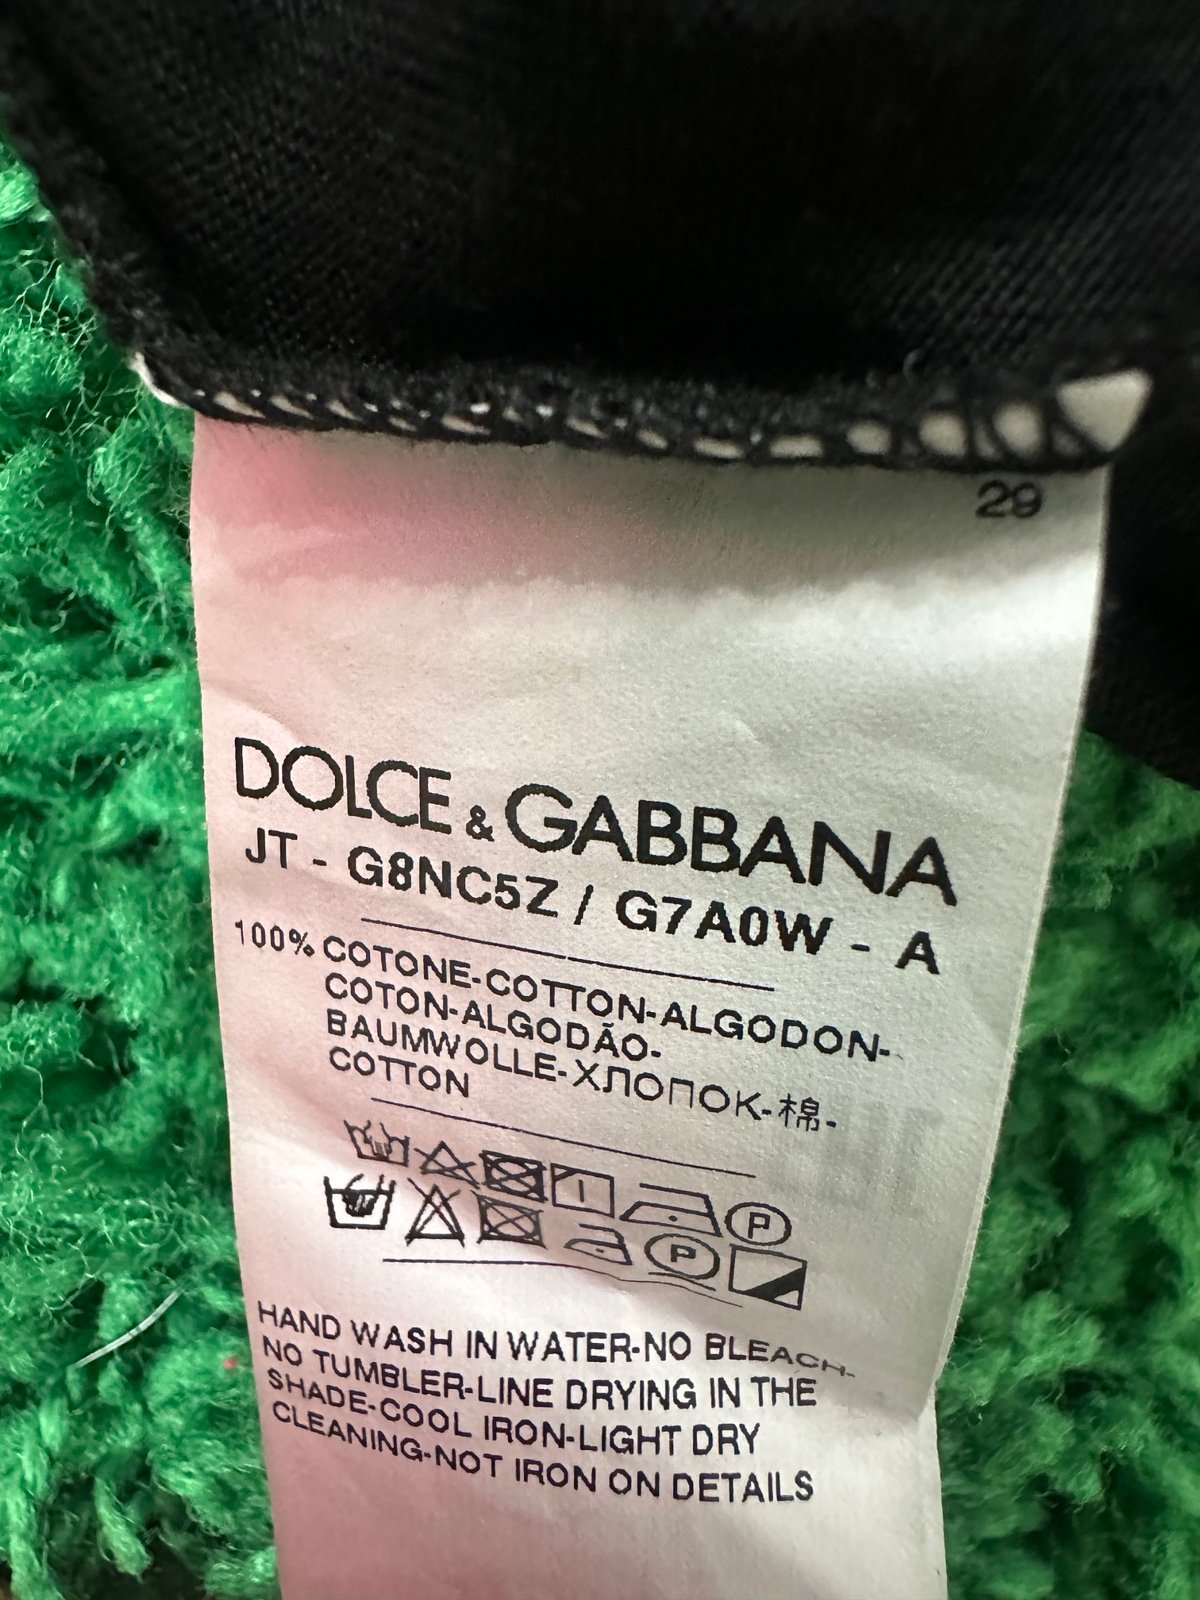 29
DOLCE & GABBANA
JT - G8NC5Z / G7A0W - A
100% COTONE-COTTON-ALGODON-
COTON-ALGODÃO-
BAUMWOLLE-ХЛОПОК-棉-
COTTON
P
P
HAND WASH IN WATER-NO BLEACH-
NO TUMBLER-LINE DRYING IN THE
SHADE-COOL IRON-LIGHT DRY
CLEANING-NOT IRON ON DETAILS